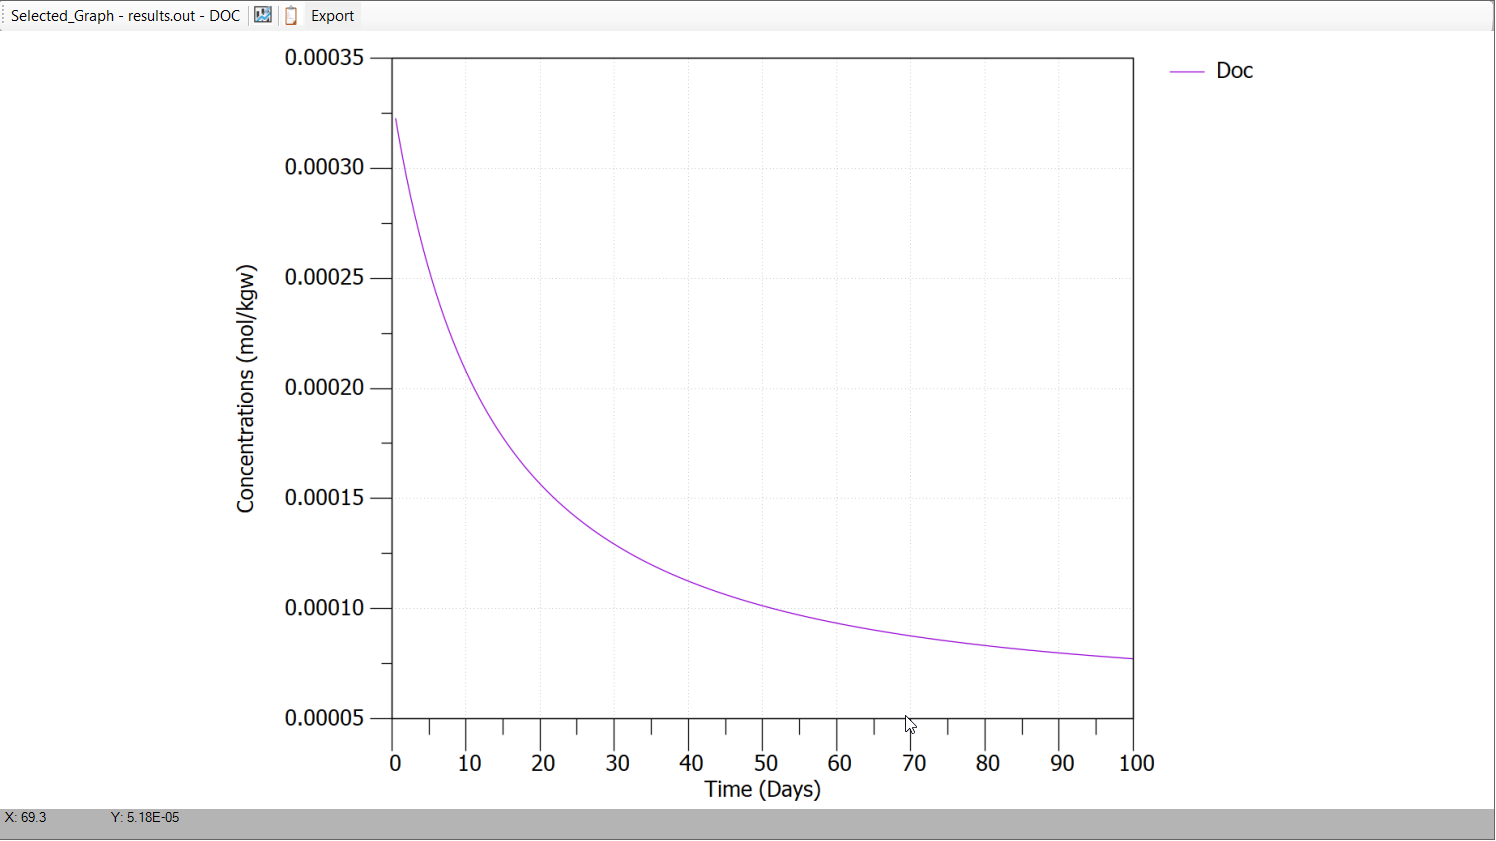 Selected_Graph - results.out - DOC Export
0.00035
0.00030
0.00025
0.00020
0.00015
0.00010
0.00005
Concentrations (mol/kgw)
Doc
0 10 20 30 40 50 60 70 80 90 100
Time (Days)
X: 69.3 Y: 5.18E-05